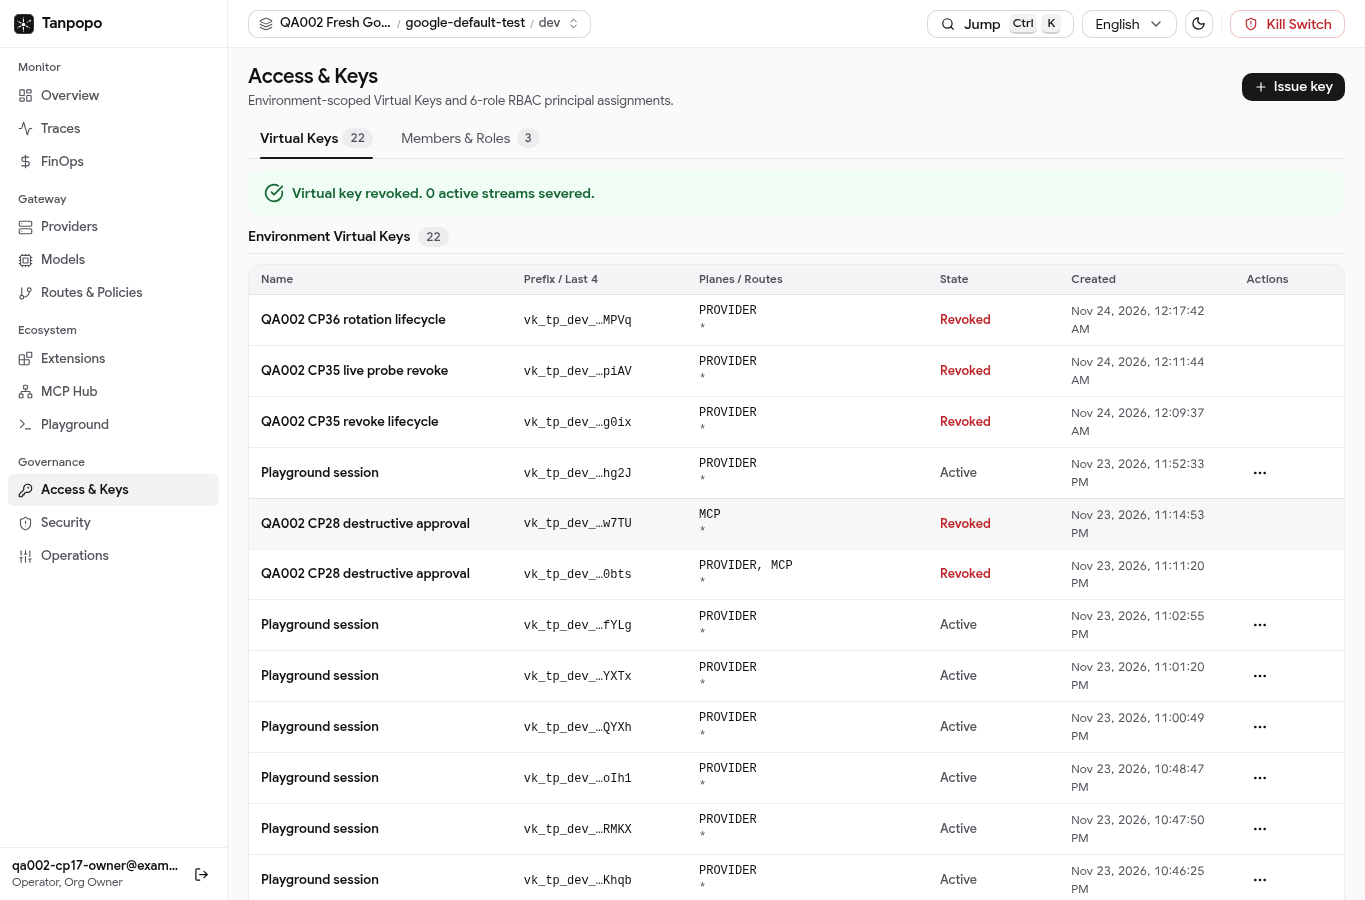 Tanpopo
QA002 Fresh Go... / google-default-test / dev
Jump Ctrl K
English
Kill Switch
Monitor
Overview
Traces
FinOps
Gateway
Providers
Models
Routes & Policies
Ecosystem
Extensions
MCP Hub
Playground
Governance
Access & Keys
Security
Operations
qa002-cp17-owner@exam...
Operator, Org Owner
Access & Keys
Environment-scoped Virtual Keys and 6-role RBAC principal assignments.
+ Issue key
Virtual Keys 22
Members & Roles 3
Virtual key revoked. 0 active streams severed.
Environment Virtual Keys 22
Name Prefix / Last 4 Planes / Routes State Created Actions
QA002 CP36 rotation lifecycle vk_tp_dev_…MPVq PROVIDER * Revoked Nov 24, 2026, 12:17:42 AM
QA002 CP35 live probe revoke vk_tp_dev_…piAV PROVIDER * Revoked Nov 24, 2026, 12:11:44 AM
QA002 CP35 revoke lifecycle vk_tp_dev_…g0ix PROVIDER * Revoked Nov 24, 2026, 12:09:37 AM
Playground session vk_tp_dev_…hg2J PROVIDER * Active Nov 23, 2026, 11:52:33 PM ...
QA002 CP28 destructive approval vk_tp_dev_…w7TU MCP * Revoked Nov 23, 2026, 11:14:53 PM
QA002 CP28 destructive approval vk_tp_dev_…0bts PROVIDER, MCP * Revoked Nov 23, 2026, 11:11:20 PM
Playground session vk_tp_dev_…fYLg PROVIDER * Active Nov 23, 2026, 11:02:55 PM ...
Playground session vk_tp_dev_…YXTx PROVIDER * Active Nov 23, 2026, 11:01:20 PM ...
Playground session vk_tp_dev_…QYXh PROVIDER * Active Nov 23, 2026, 11:00:49 PM ...
Playground session vk_tp_dev_…oIh1 PROVIDER * Active Nov 23, 2026, 10:48:47 PM ...
Playground session vk_tp_dev_…RMKX PROVIDER * Active Nov 23, 2026, 10:47:50 PM ...
Playground session vk_tp_dev_…Khqb PROVIDER * Active Nov 23, 2026, 10:46:25 PM ...